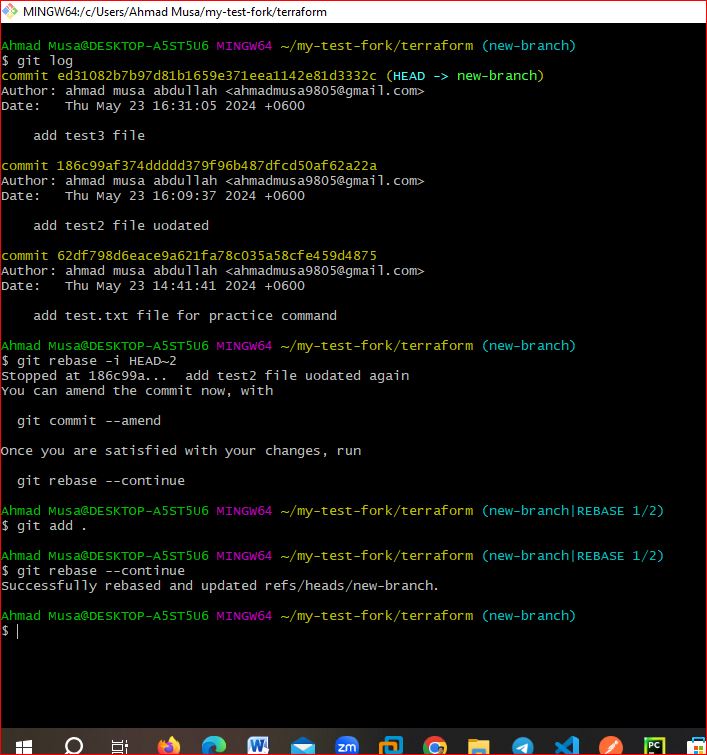 MINGW64:/c/Users/Ahmad Musa/my-test-fork/terraform
Ahmad Musa@DESKTOP-A5ST5U6 MINGW64 ~/my-test-fork/terraform (new-branch)
$ git log
commit ed31082b7b97d81b1659e371eea1142e81d3332c (HEAD -> new-branch)
Author: ahmad musa abdullah <ahmadmusa9805@gmail.com>
Date:   Thu May 23 16:31:05 2024 +0600
    add test3 file
commit 186c99af374ddddd379f96b487dfcd50af62a22a
Author: ahmad musa abdullah <ahmadmusa9805@gmail.com>
Date:   Thu May 23 16:09:37 2024 +0600
    add test2 file uodated
commit 62df798d6eace9a621fa78c035a58cfe459d4875
Author: ahmad musa abdullah <ahmadmusa9805@gmail.com>
Date:   Thu May 23 14:41:41 2024 +0600
    add test.txt file for practice command
Ahmad Musa@DESKTOP-A5ST5U6 MINGW64 ~/my-test-fork/terraform (new-branch)
$ git rebase -i HEAD~2
Stopped at 186c99a...  add test2 file uodated again
You can amend the commit now, with
  git commit --amend
Once you are satisfied with your changes, run
  git rebase --continue
Ahmad Musa@DESKTOP-A5ST5U6 MINGW64 ~/my-test-fork/terraform (new-branch|REBASE 1/2)
$ git add .
Ahmad Musa@DESKTOP-A5ST5U6 MINGW64 ~/my-test-fork/terraform (new-branch|REBASE 1/2)
$ git rebase --continue
Successfully rebased and updated refs/heads/new-branch.
Ahmad Musa@DESKTOP-A5ST5U6 MINGW64 ~/my-test-fork/terraform (new-branch)
$
W
zm
PC